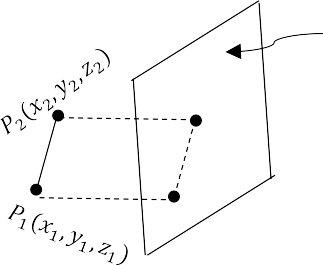 P₂(x₂, y₂, z₂)
P₁(x₁, y₁, z₁)